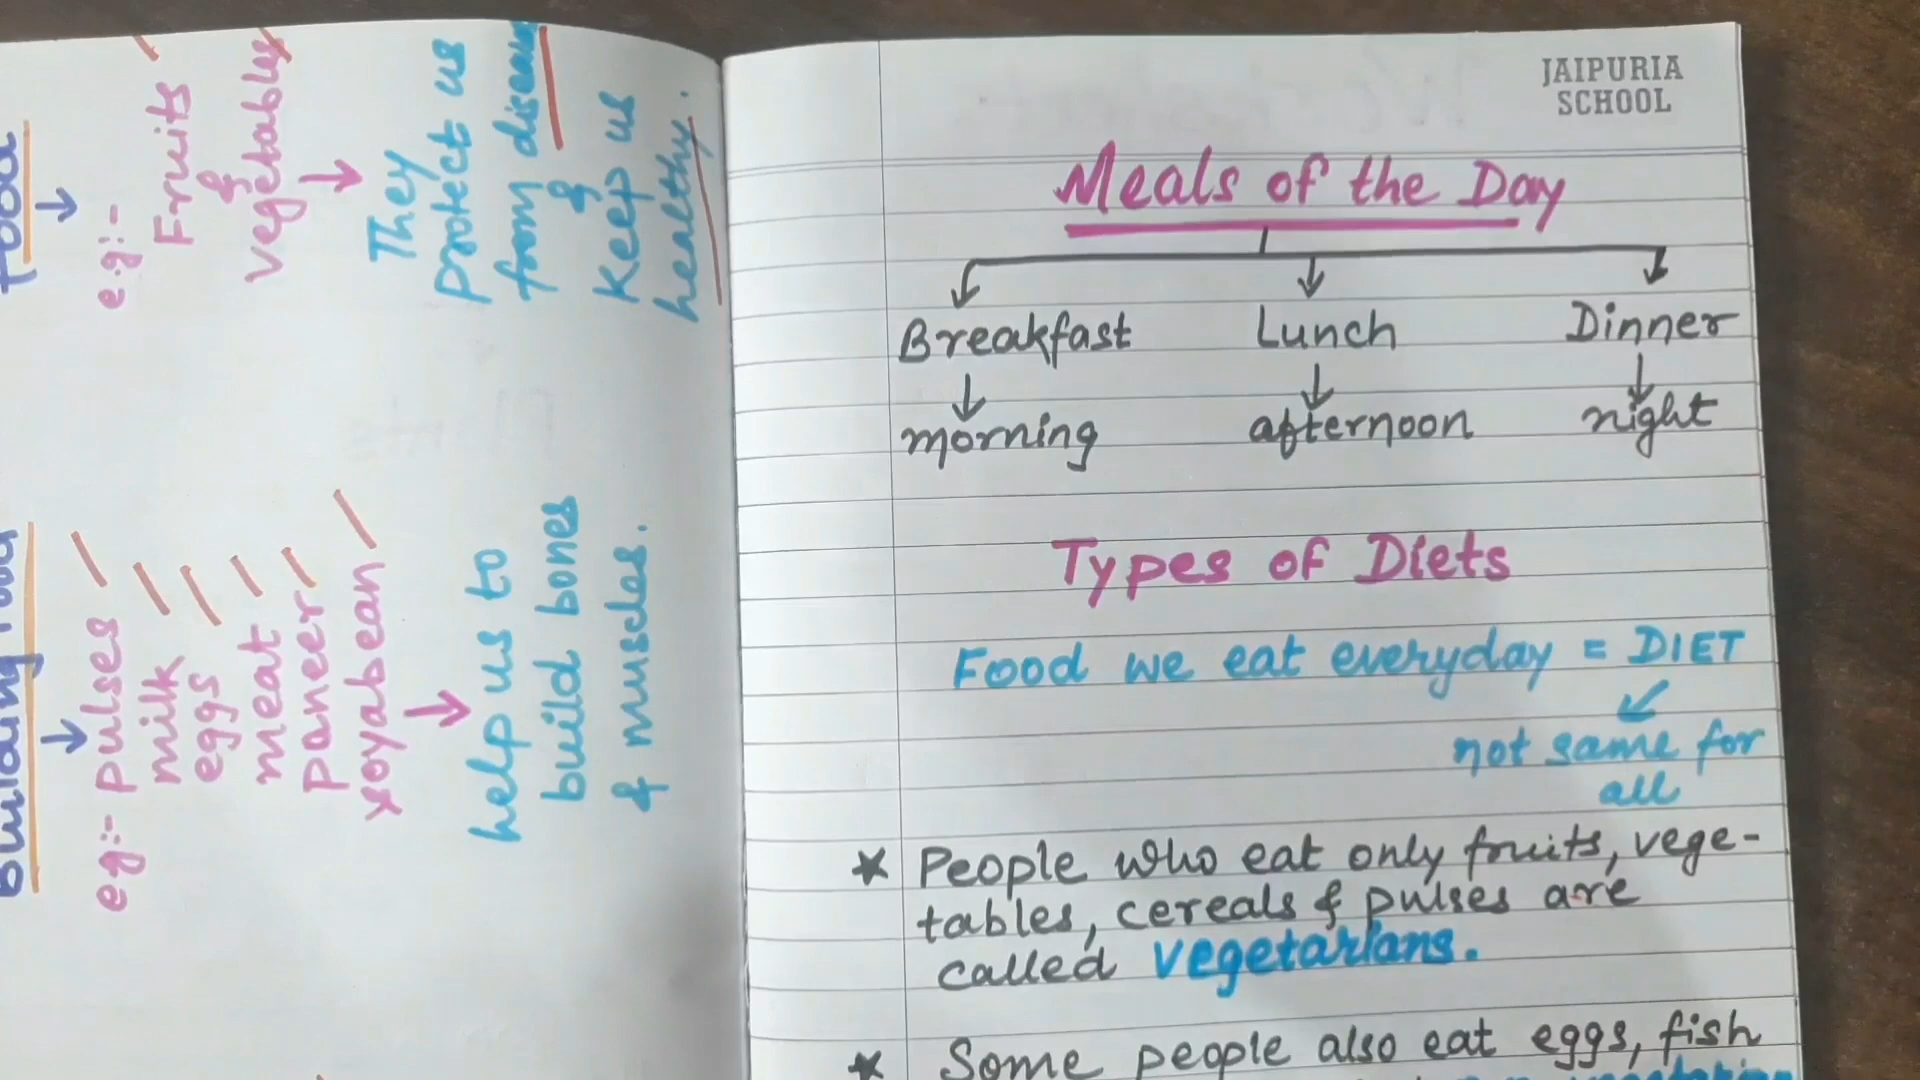 Food
↓
e.g:-
Fruits
&
vegetables
↓
They
protect us
from disease
&
keep us
healthy.
Building Food
↓
eg:- pulses
milk
eggs
meat
paneer
soyabean
↓
help us to
build bones
& muscles.
JAIPURIA
SCHOOL
Meals of the Day
Breakfast Lunch Dinner
↓ ↓ ↓
morning afternoon night
Types of Diets
Food we eat everyday = DIET
not same for
all
★ People who eat only fruits, vege-
tables, cereals & pulses are
called vegetarians.
★ Some people also eat eggs, fish